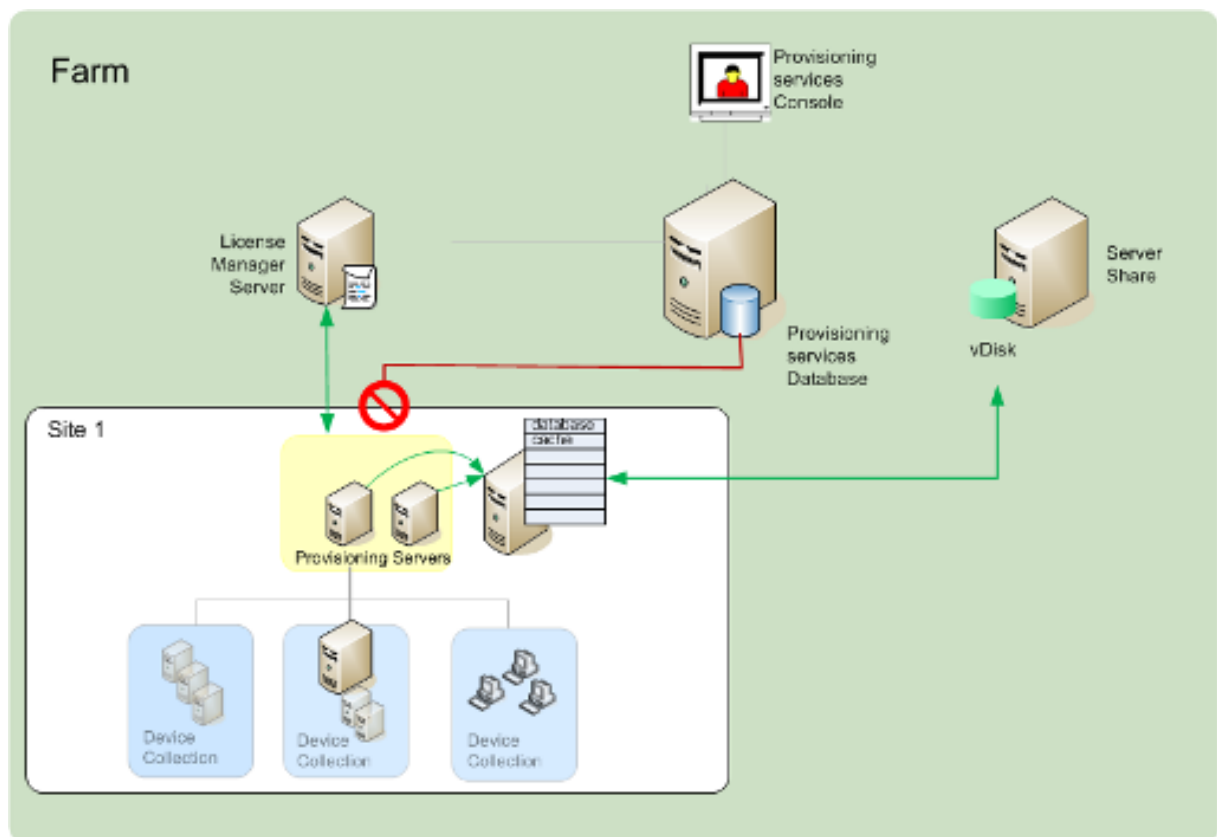 Farm
Provisioning
services
Console
License
Manager
Server
Server
Share
vDisk
Provisioning
services
Database
Site 1
database
cache
Provisioning Servers
Device
Collection
Device
Collection
Device
Collection